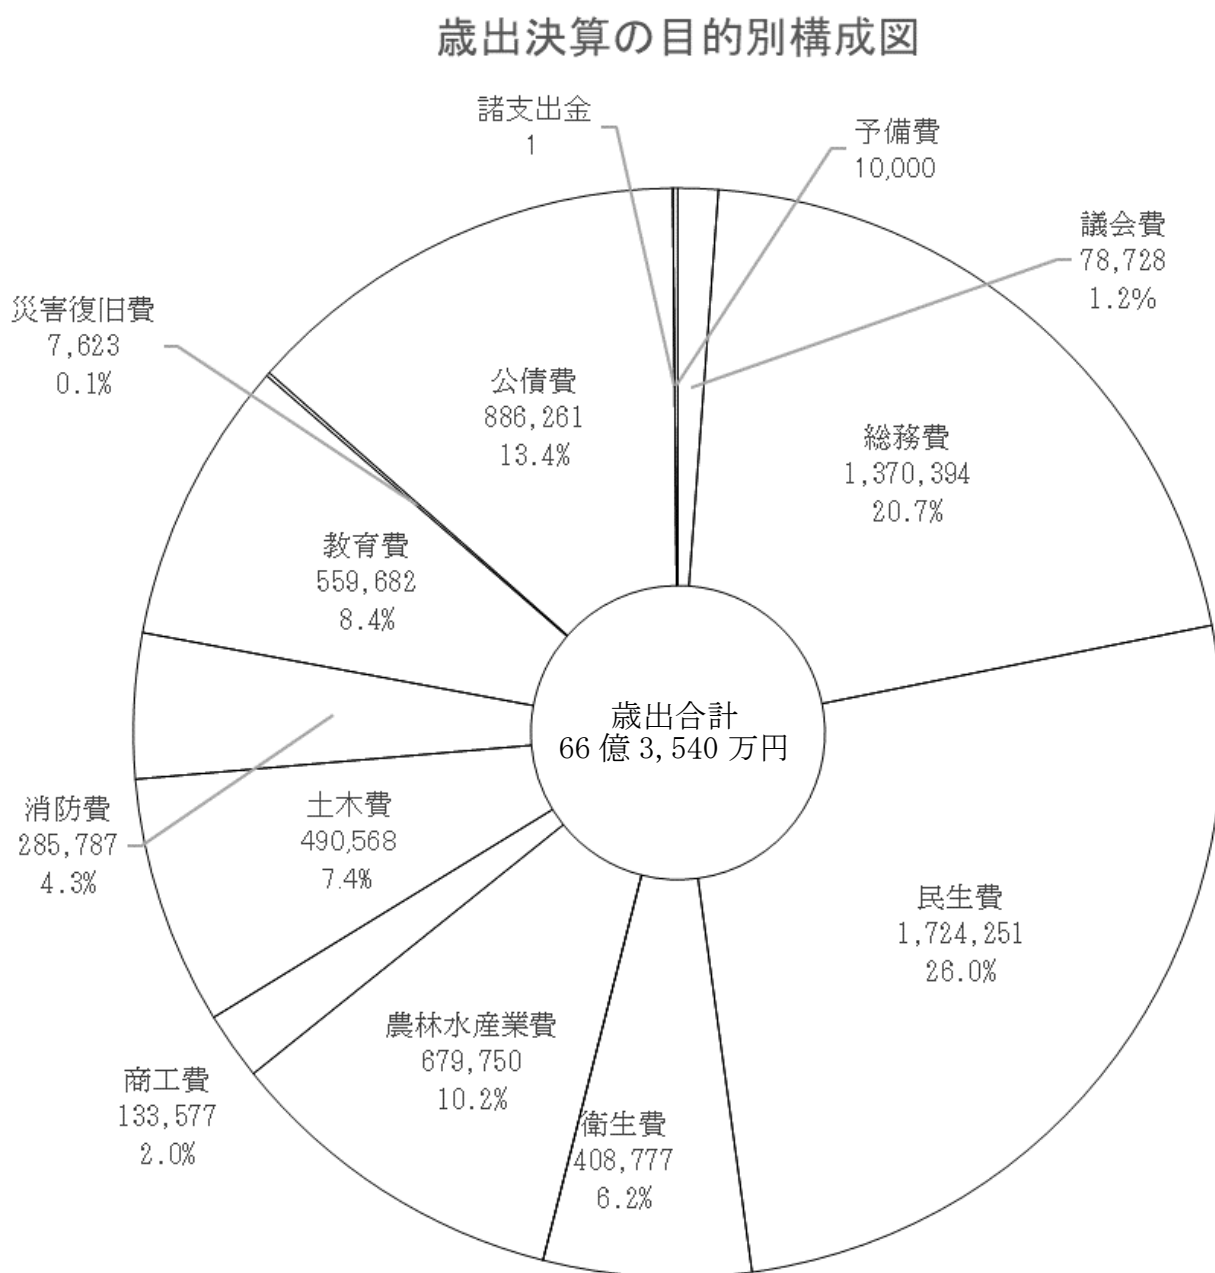 歳出決算の目的別構成図
諸支出金
1
予備費
10,000
議会費
78,728
1.2%
災害復旧費
7,623
0.1%
公債費
886,261
13.4%
総務費
1,370,394
20.7%
教育費
559,682
8.4%
歳出合計
66億3,540万円
消防費
285,787
4.3%
土木費
490,568
7.4%
民生費
1,724,251
26.0%
農林水産業費
679,750
10.2%
商工費
133,577
2.0%
衛生費
408,777
6.2%